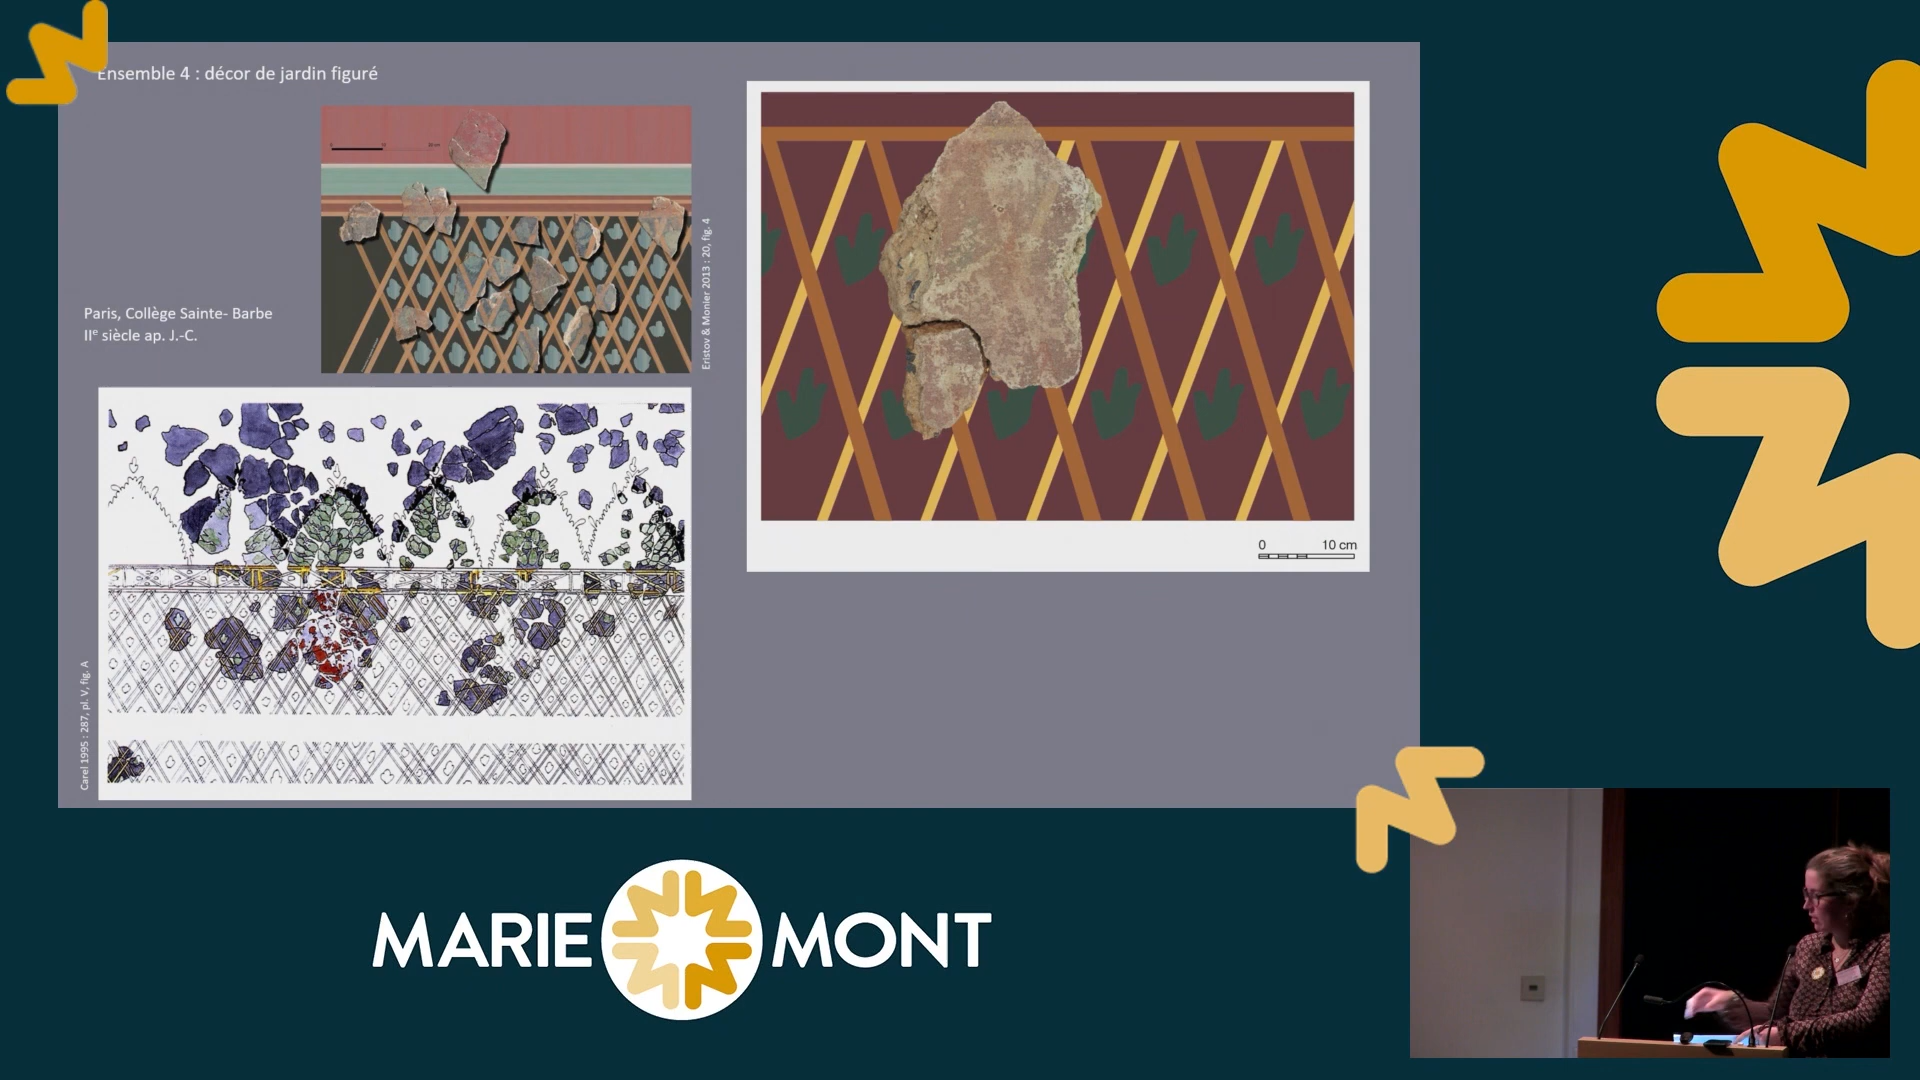 Ensemble 4 : décor de jardin figuré
Eristov & Monier 2013 : 20, fig. 4
Paris, Collège Sainte- Barbe
IIᵉ siècle ap. J.-C.
0 10 cm
Carel 1995 : 287, pl. V, fig. A
MARIE MONT